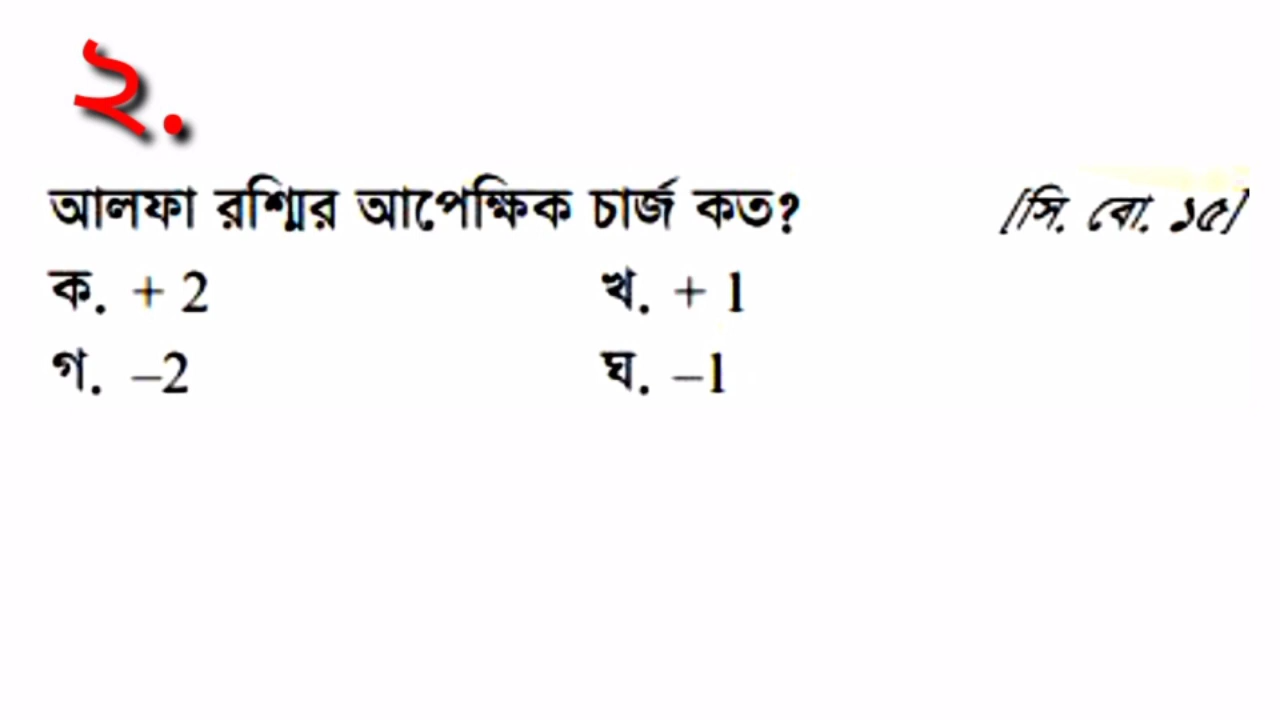 ২.
আলফা রশ্মির আপেক্ষিক চার্জ কত? [সি. বো. ১৫]
ক. + 2 খ. + 1
গ. –2 ঘ. –1